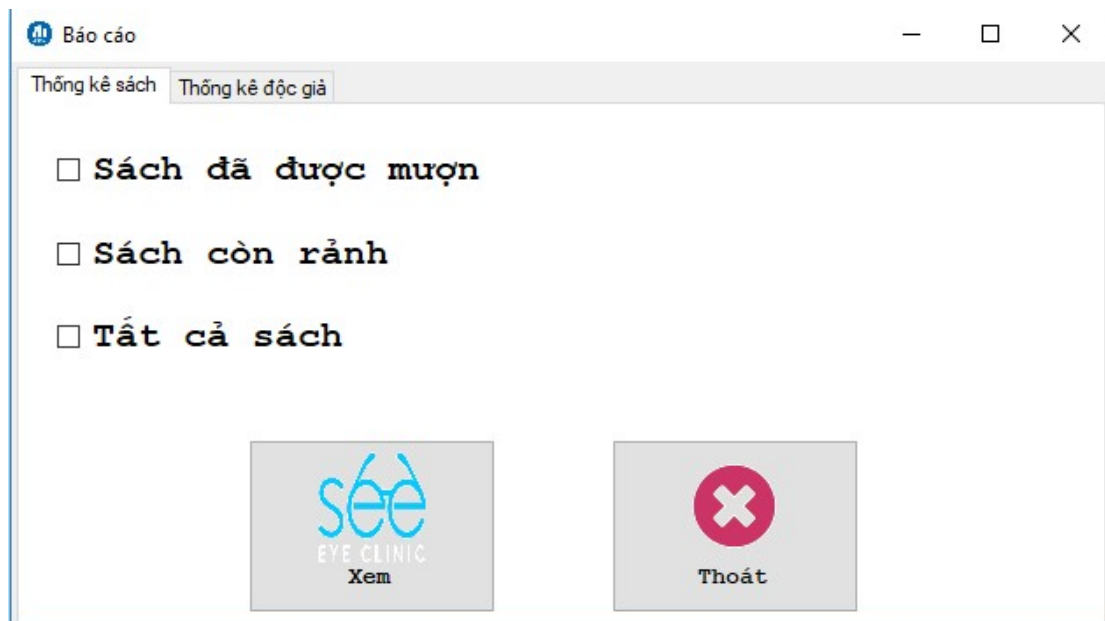 Báo cáo
Thống kê sách Thống kê độc giả
Sách đã được mượn
Sách còn rảnh
Tất cả sách
see
EYE CLINIC
Xem Thoát